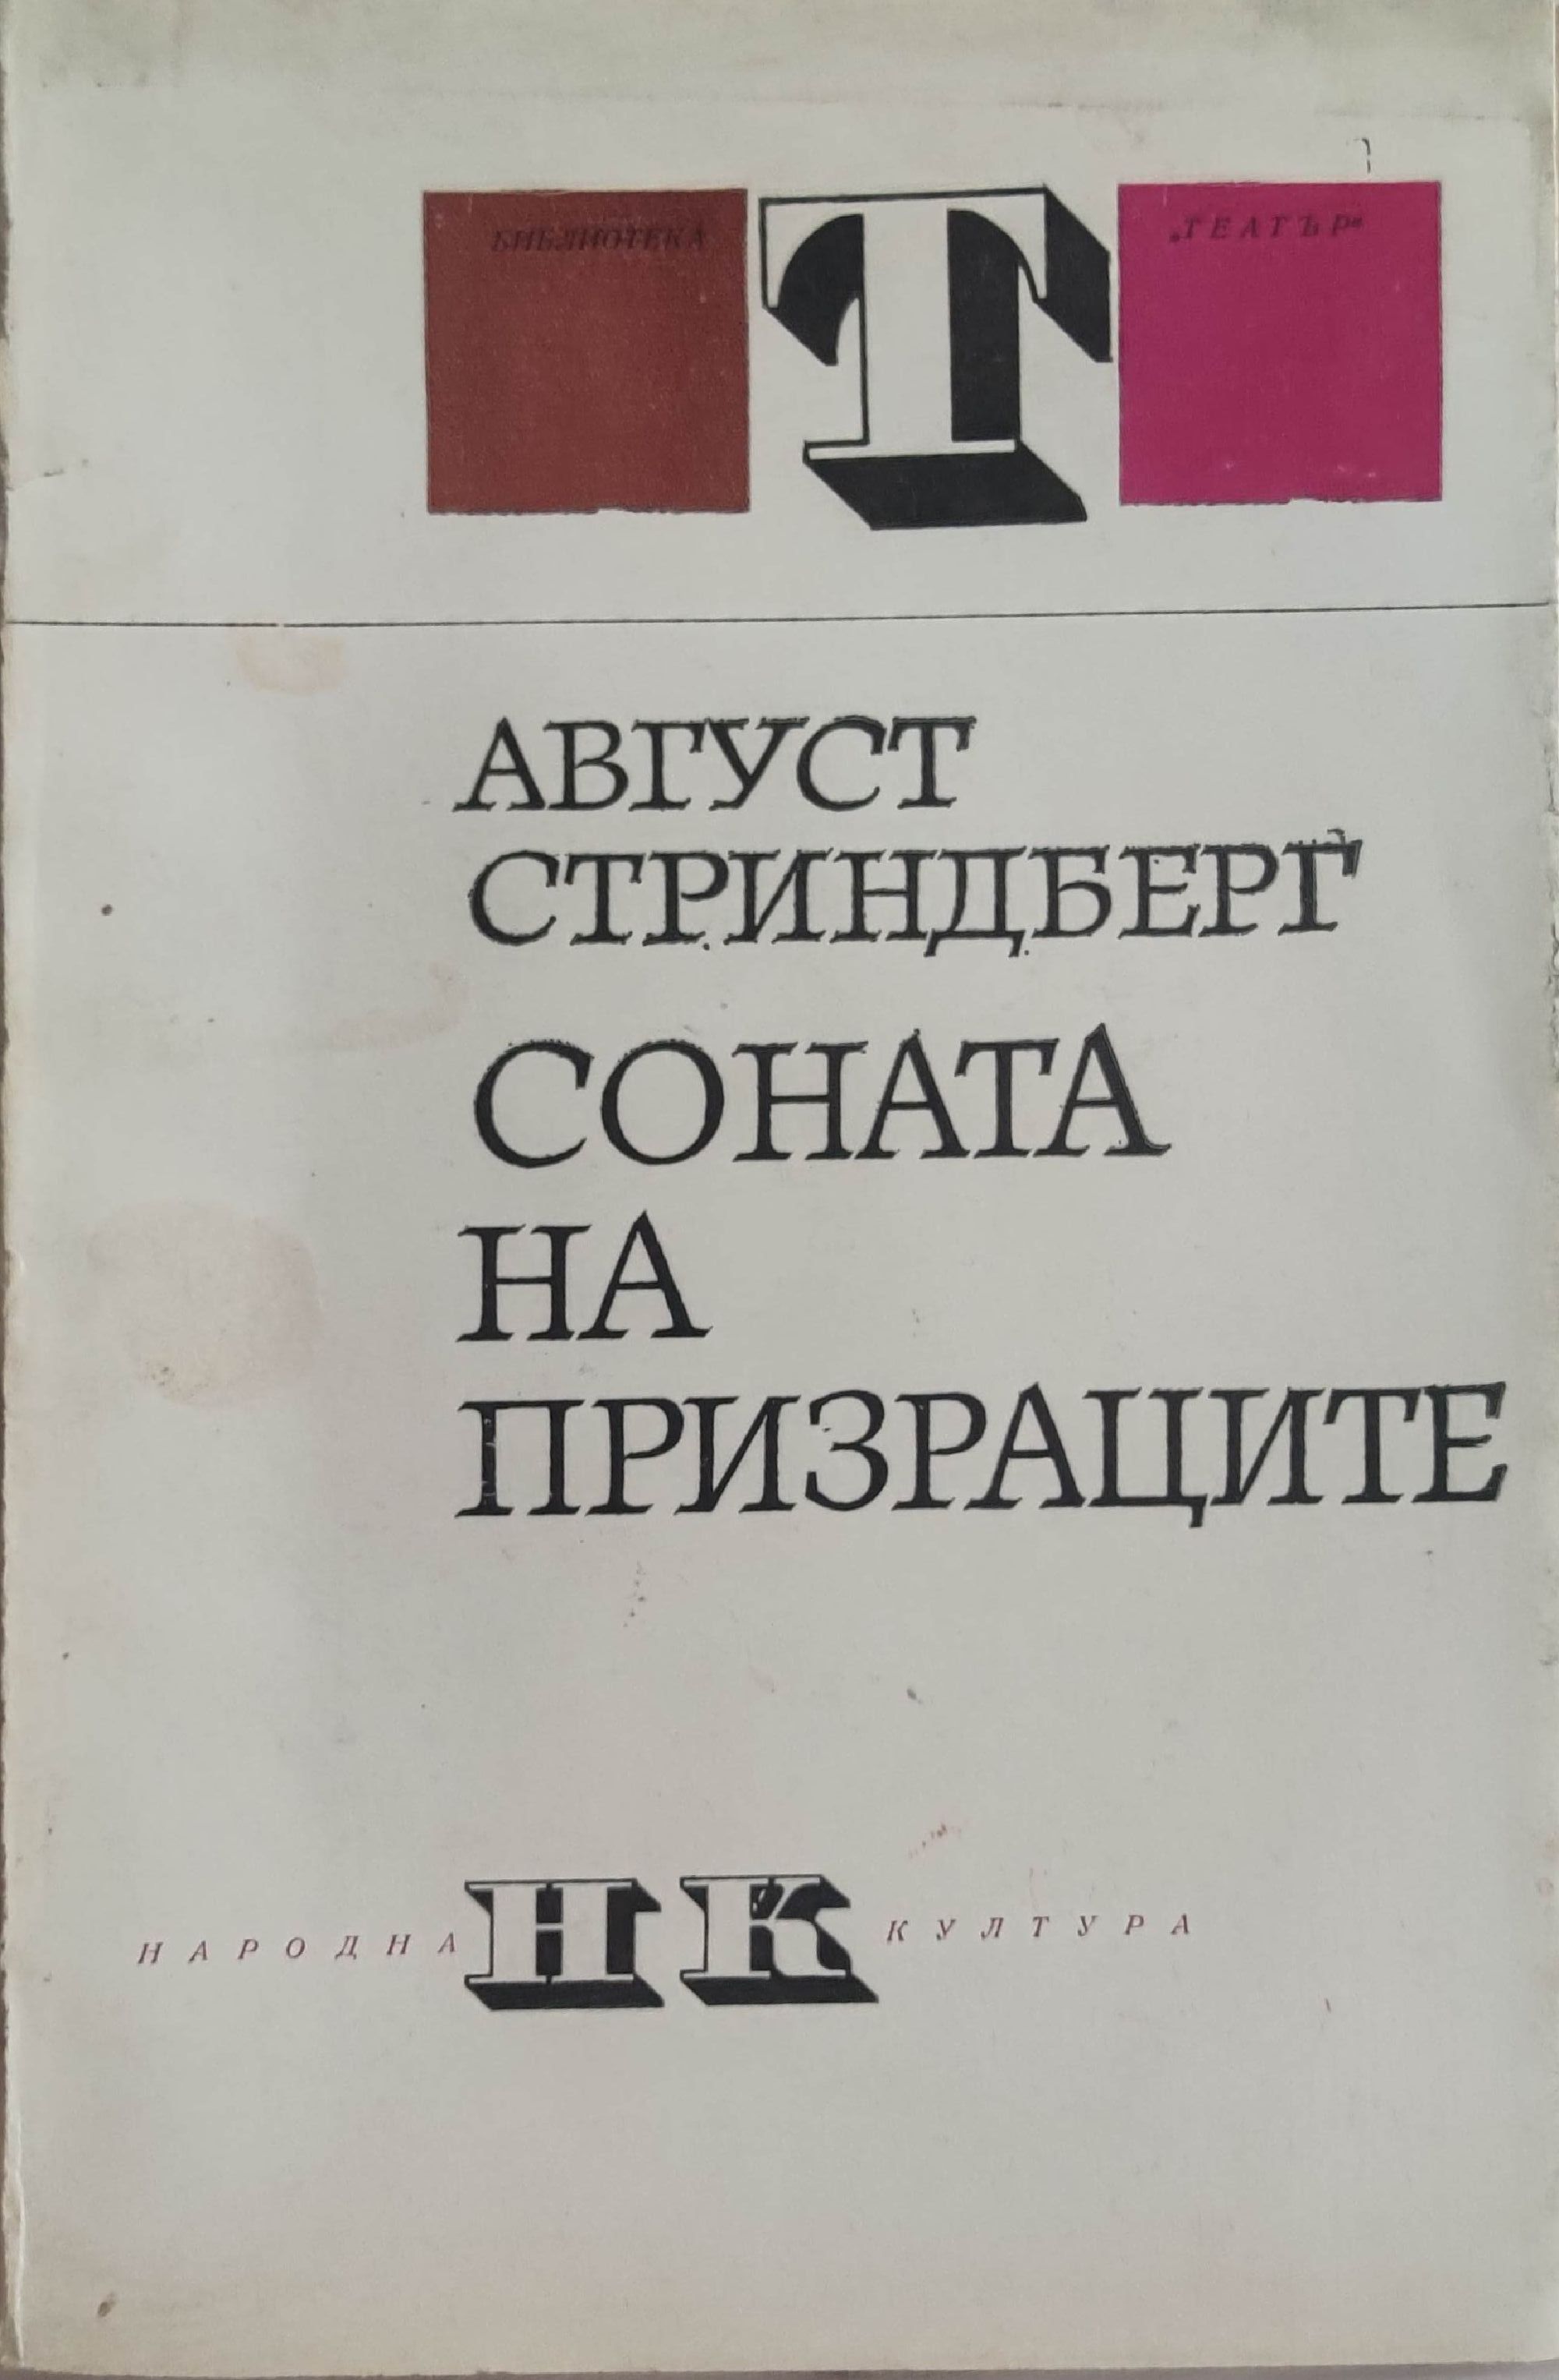 БИБЛИОТЕКА Т „ТЕАТЪР“
АВГУСТ
СТРИНДБЕРГ
СОНАТА
НА
ПРИЗРАЦИТЕ
НАРОДНА НК КУЛТУРА